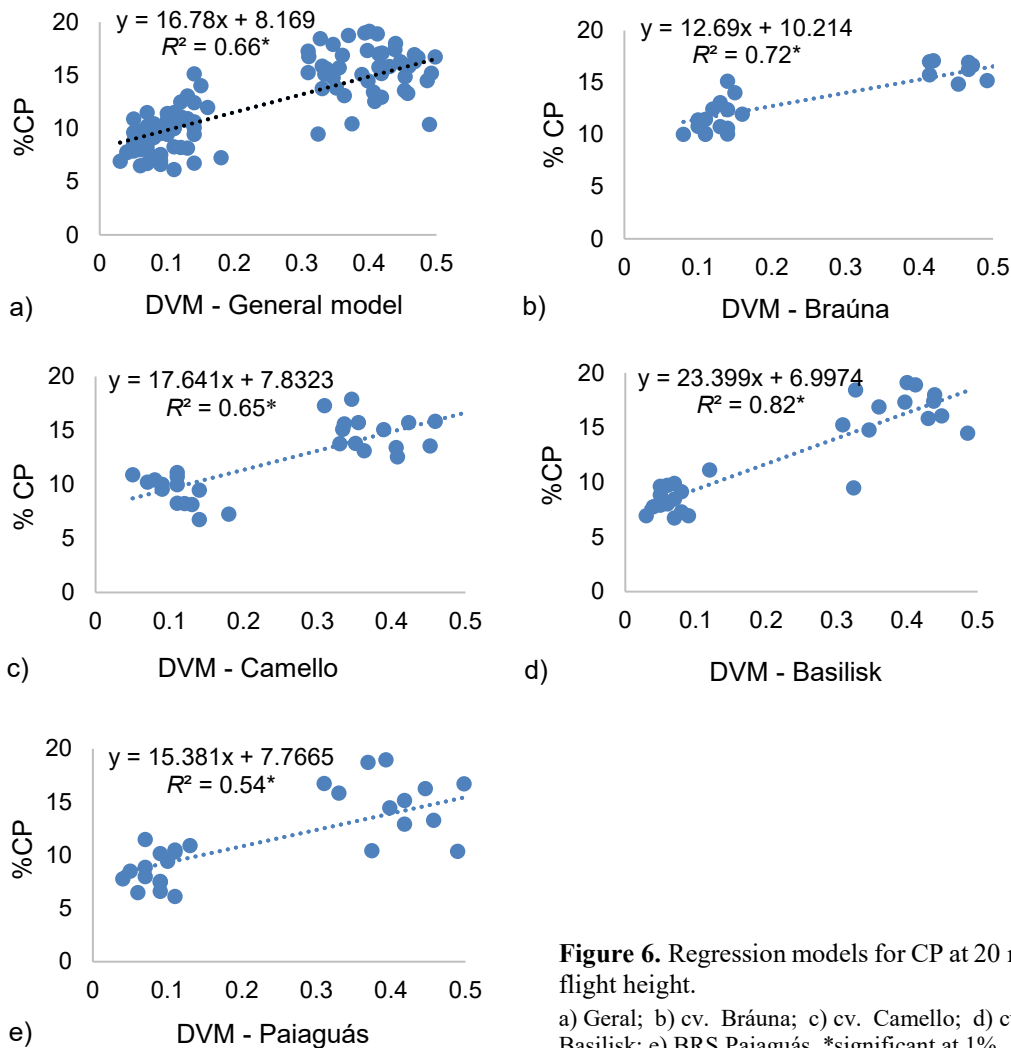 y = 16.78x + 8.169
R² = 0.66*
%CP
20
15
10
5
0
0 0.1 0.2 0.3 0.4 0.5
a) DVM - General model
y = 12.69x + 10.214
R² = 0.72*
% CP
20
15
10
5
0
0 0.1 0.2 0.3 0.4 0.5
b) DVM - Braúna
y = 17.641x + 7.8323
R² = 0.65*
% CP
20
15
10
5
0
0 0.1 0.2 0.3 0.4 0.5
c) DVM - Camello
y = 23.399x + 6.9974
R² = 0.82*
%CP
20
15
10
5
0
0 0.1 0.2 0.3 0.4 0.5
d) DVM - Basilisk
y = 15.381x + 7.7665
R² = 0.54*
%CP
20
15
10
5
0
0 0.1 0.2 0.3 0.4 0.5
e) DVM - Paiaguás
Figure 6. Regression models for CP at 20
flight height.
a) Geral; b) cv. Bráuna; c) cv. Camello; d)
Basilisk; e) BRS Paiaguás. *significant at 1%.